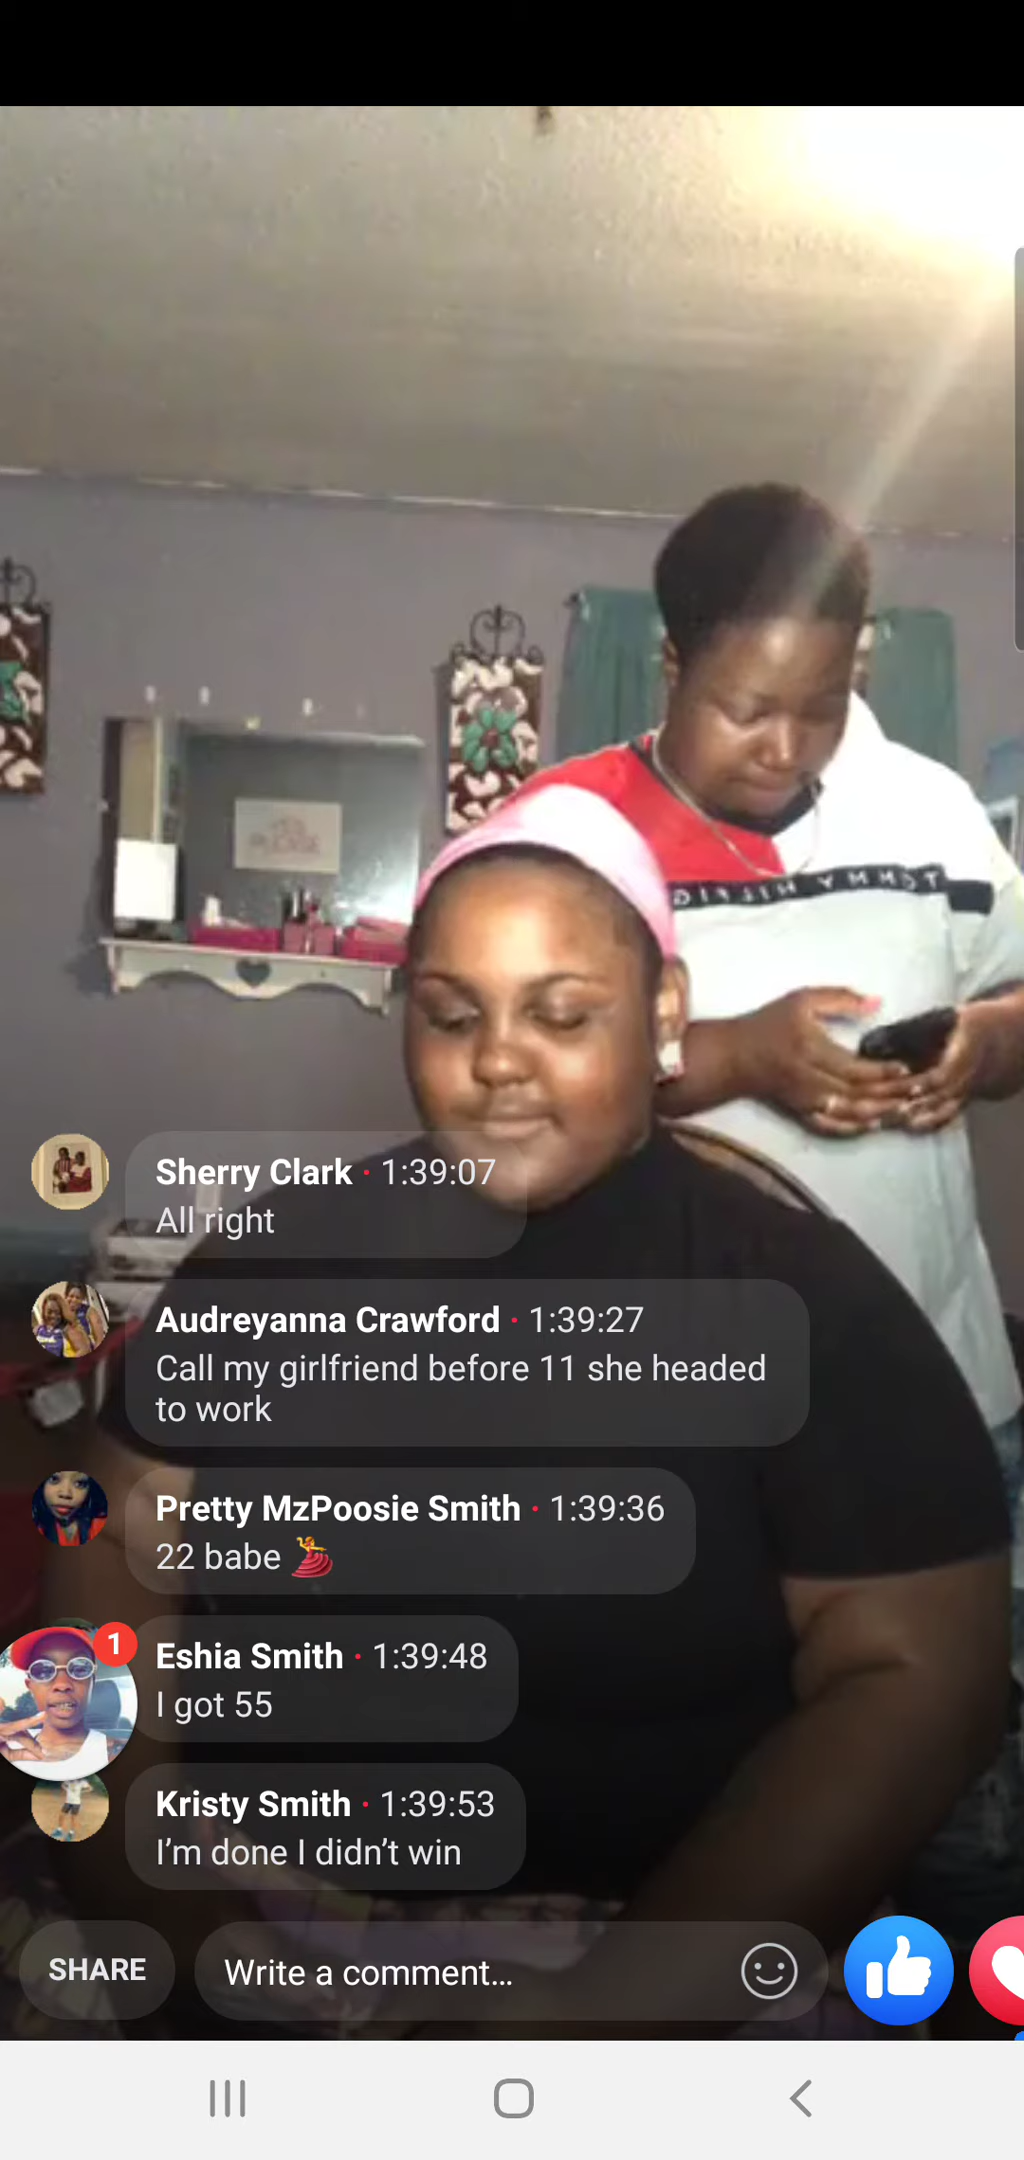 TOMMY HILFIG
Sherry Clark • 1:39:07
All right
Audreyanna Crawford • 1:39:27
Call my girlfriend before 11 she headed
to work
Pretty MzPoosie Smith • 1:39:36
22 babe 💃
1
Eshia Smith • 1:39:48
I got 55
Kristy Smith • 1:39:53
I’m done I didn’t win
SHARE
Write a comment...